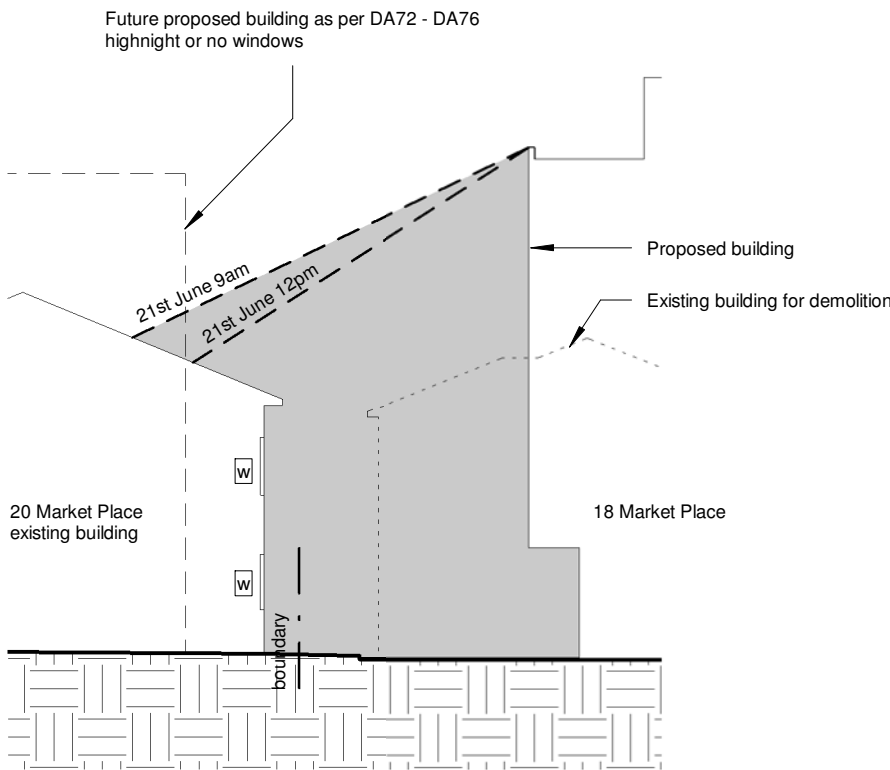 Future proposed building as per DA72 - DA76
highnight or no windows
21st June 9am
21st June 12pm
Proposed building
Existing building for demolition
W
20 Market Place
existing building
18 Market Place
W
boundary